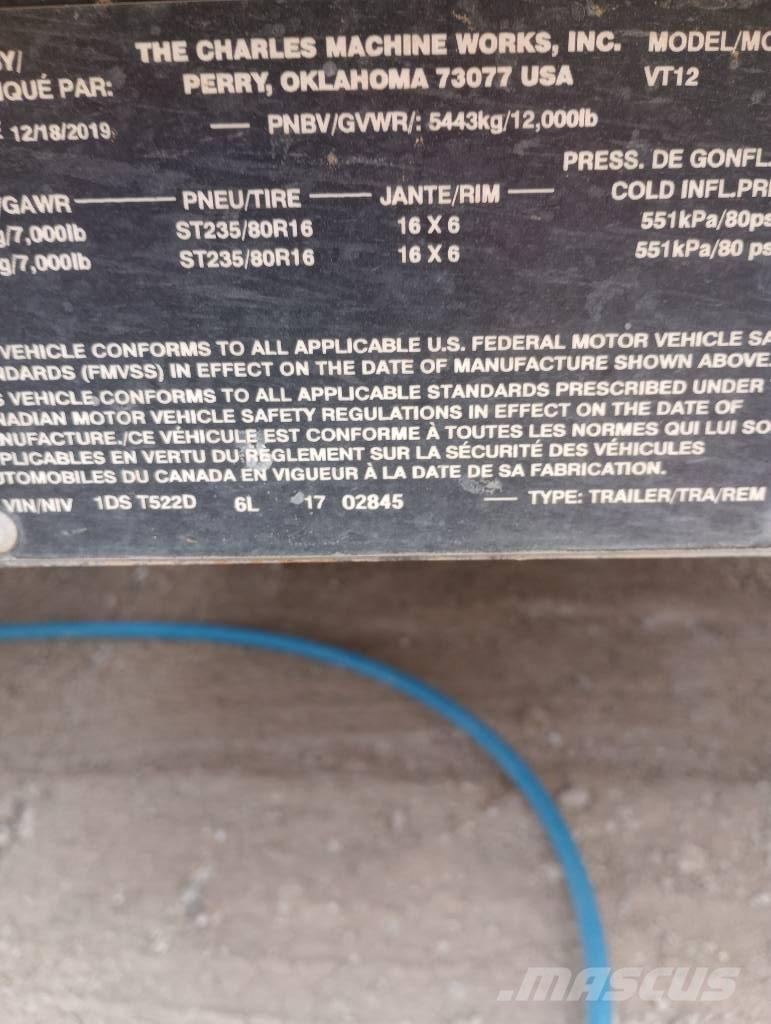 Y/ THE CHARLES MACHINE WORKS, INC. MODEL/MO
IQUÉ PAR: PERRY, OKLAHOMA 73077 USA VT12
12/18/2019 — PNBV/GVWR/: 5443kg/12,000lb
PRESS. DE GONFL.
/GAWR — PNEU/TIRE — JANTE/RIM — COLD INFL.PRE
g/7,000lb ST235/80R16 16 X 6 551kPa/80ps
g/7,000lb ST235/80R16 16 X 6 551kPa/80 ps
VEHICLE CONFORMS TO ALL APPLICABLE U.S. FEDERAL MOTOR VEHICLE SA
NDARDS (FMVSS) IN EFFECT ON THE DATE OF MANUFACTURE SHOWN ABOVE.
S VEHICLE CONFORMS TO ALL APPLICABLE STANDARDS PRESCRIBED UNDER
NADIAN MOTOR VEHICLE SAFETY REGULATIONS IN EFFECT ON THE DATE OF
NUFACTURE./CE VÉHICULE EST CONFORME À TOUTES LES NORMES QUI LUI SO
PLICABLES EN VERTU DU RÈGLEMENT SUR LA SÉCURITÉ DES VÉHICULES
UTOMOBILES DU CANADA EN VIGUEUR À LA DATE DE SA FABRICATION.
VIN/NIV 1DS T522D 6L 17 02845 — TYPE: TRAILER/TRA/REM
MASCUS